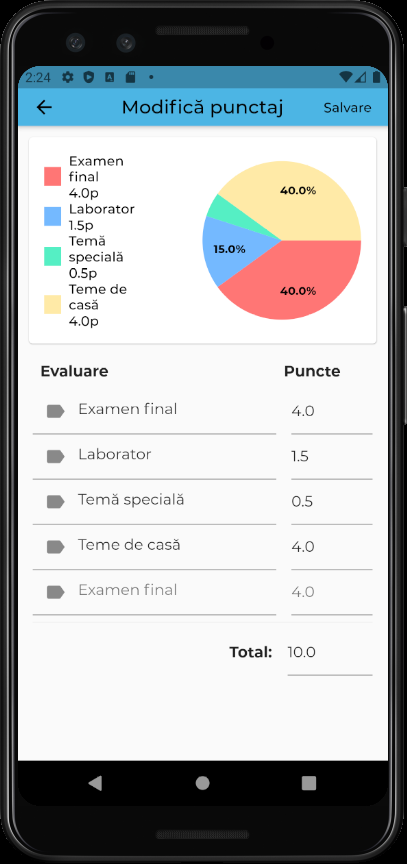 2:24
Modifică punctaj
Salvare
Examen
final
4.0p
Laborator
1.5p
Temă
specială
0.5p
Teme de
casă
4.0p
40.0%
15.0%
40.0%
Evaluare Puncte
Examen final 4.0
Laborator 1.5
Temă specială 0.5
Teme de casă 4.0
Examen final 4.0
Total: 10.0